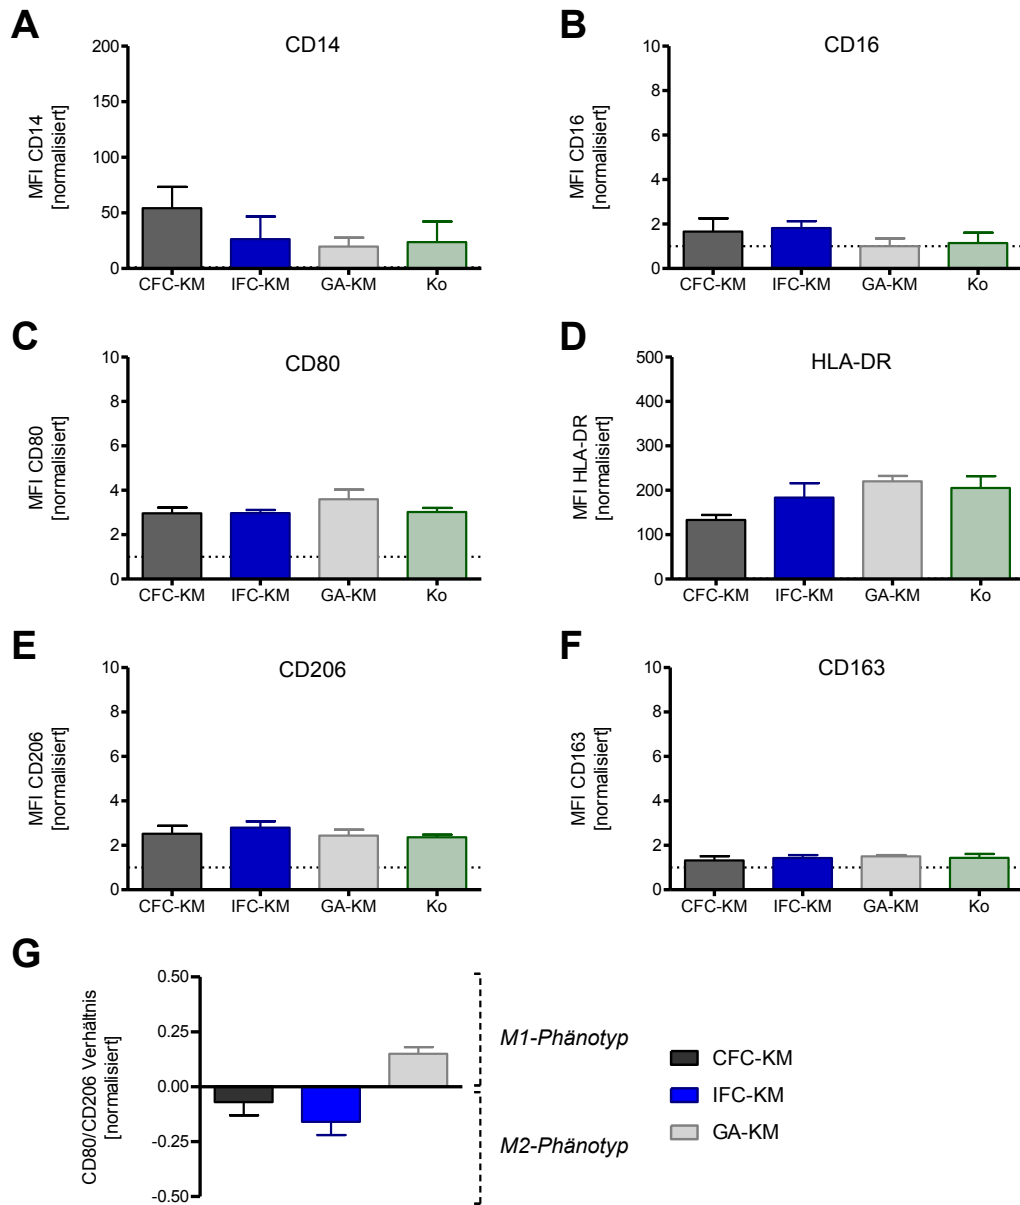 A
CD14
MFI CD14
[normalisiert]
200
150
100
50
0
CFC-KM IFC-KM GA-KM Ko
B
CD16
MFI CD16
[normalisiert]
10
8
6
4
2
0
CFC-KM IFC-KM GA-KM Ko
C
CD80
MFI CD80
[normalisiert]
10
8
6
4
2
0
CFC-KM IFC-KM GA-KM Ko
D
HLA-DR
MFI HLA-DR
[normalisiert]
500
400
300
200
100
0
CFC-KM IFC-KM GA-KM Ko
E
CD206
MFI CD206
[normalisiert]
10
8
6
4
2
0
CFC-KM IFC-KM GA-KM Ko
F
CD163
MFI CD163
[normalisiert]
10
8
6
4
2
0
CFC-KM IFC-KM GA-KM Ko
G
CD80/CD206 Verhältnis
[normalisiert]
0.50
0.25
0.00
-0.25
-0.50
M1-Phänotyp
M2-Phänotyp
CFC-KM
IFC-KM
GA-KM